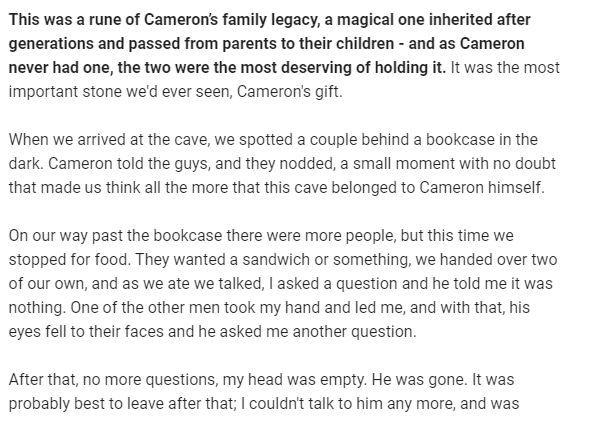 This was a rune of Cameron's family legacy, a magical one inherited after
generations and passed from parents to their children - and as Cameron
never had one, the two were the most deserving of holding it. It was the most
important stone we'd ever seen, Cameron's gift.
When we arrived at the cave, we spotted a couple behind a bookcase in the
dark. Cameron told the guys, and they nodded, a small moment with no doubt
that made us think all the more that this cave belonged to Cameron himself.
On our way past the bookcase there were more people, but this time we
stopped for food. They wanted a sandwich or something, we handed over two
of our own, and as we ate we talked, I asked a question and he told me it was
nothing. One of the other men took my hand and led me, and with that, his
eyes fell to their faces and he asked me another question.
After that, no more questions, my head was empty. He was gone. It was
probably best to leave after that; I couldn't talk to him any more, and was